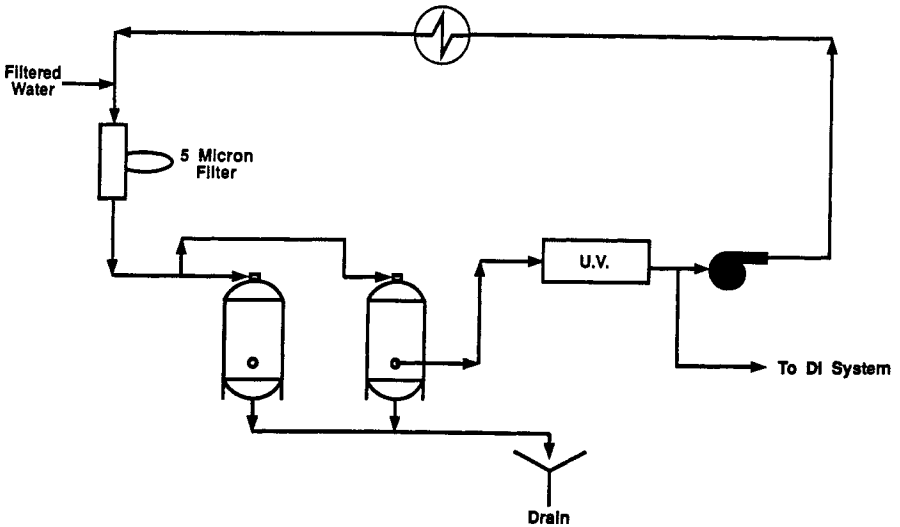 Filtered
Water
5 Micron
Filter
U.V.
To DI System
Drain